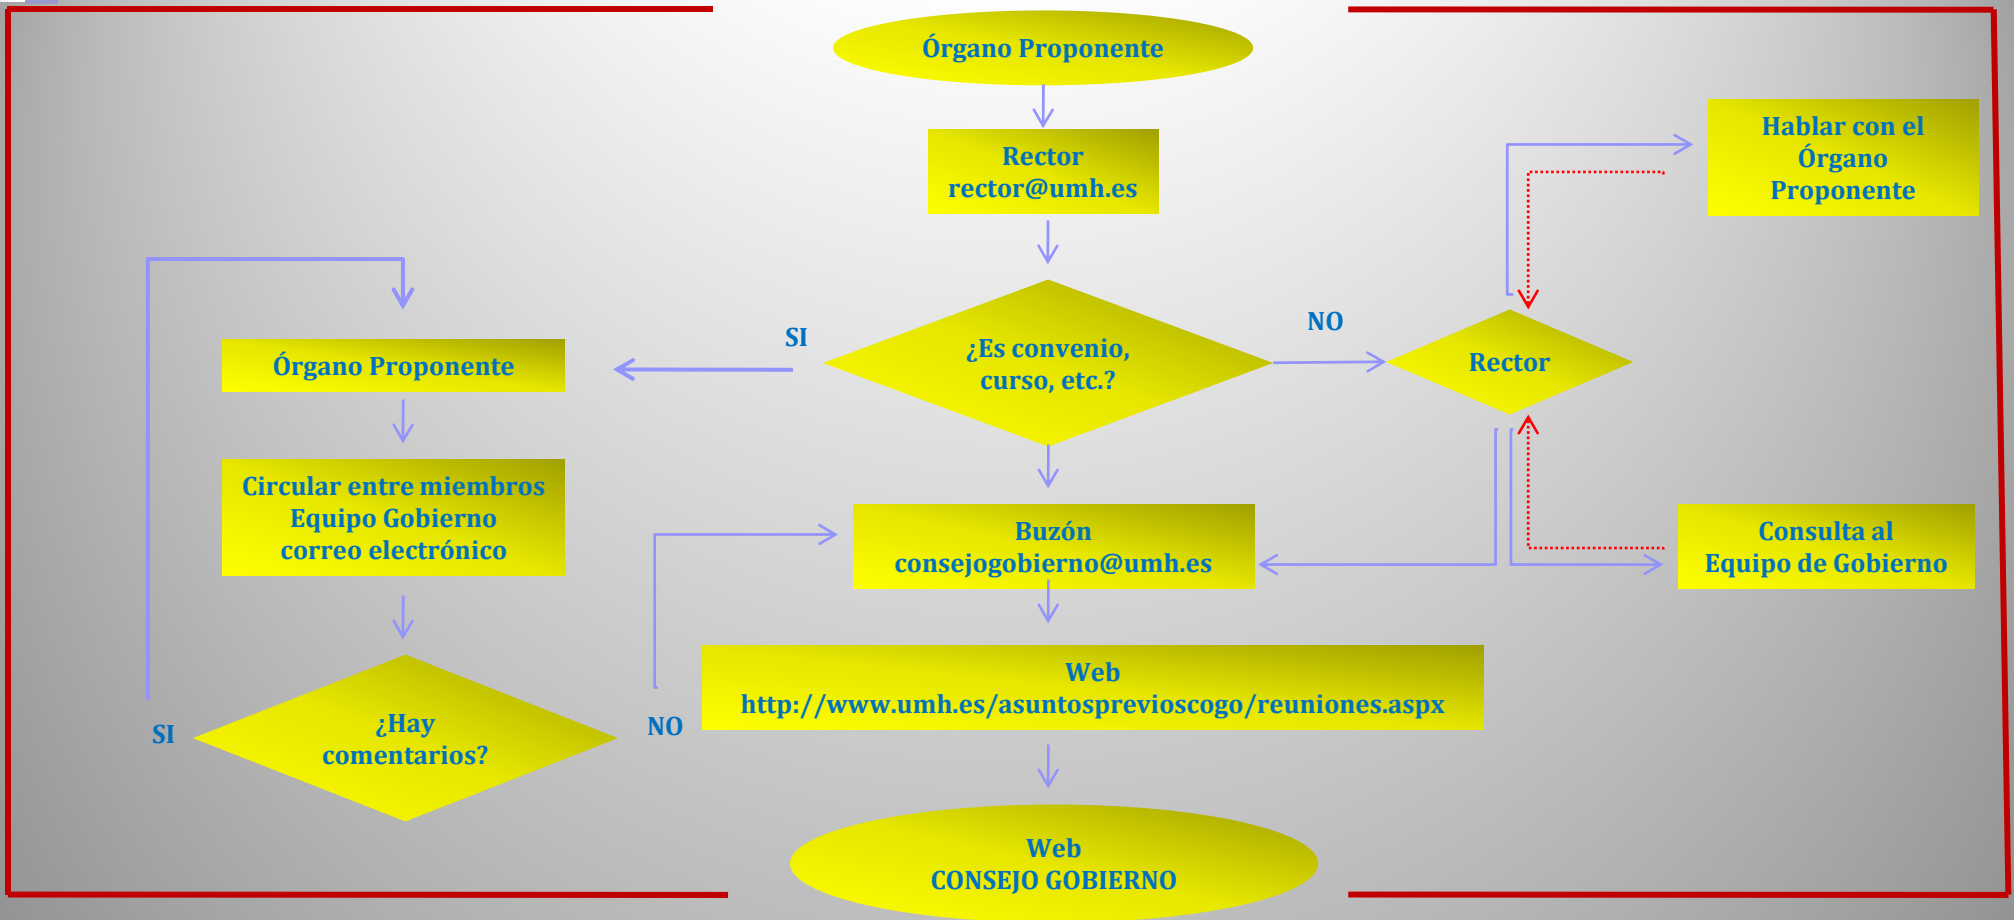 Órgano Proponente
Rector
rector@umh.es
Hablar con el
Órgano
Proponente
SI
¿Es convenio,
curso, etc.?
NO
Rector
Órgano Proponente
Circular entre miembros
Equipo Gobierno
correo electrónico
Buzón
consejogobierno@umh.es
Consulta al
Equipo de Gobierno
SI
¿Hay
comentarios?
NO
Web
http://www.umh.es/asuntosprevioscogo/reuniones.aspx
Web
CONSEJO GOBIERNO